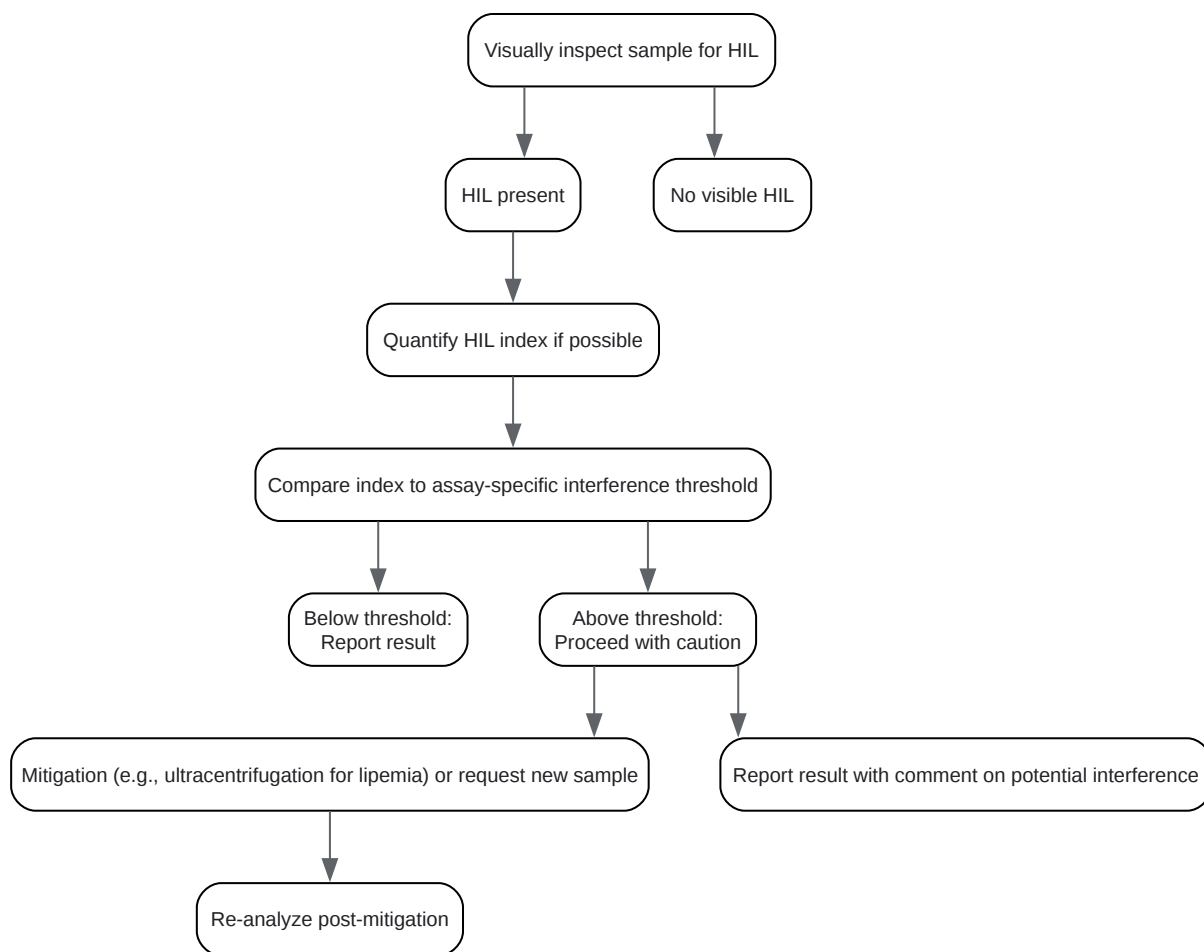 Visually inspect sample for HIL
HIL present
No visible HIL
Quantify HIL index if possible
Compare index to assay-specific interference threshold
Below threshold:
Report result
Above threshold:
Proceed with caution
Mitigation (e.g., ultracentrifugation for lipemia) or request new sample
Report result with comment on potential interference
Re-analyze post-mitigation